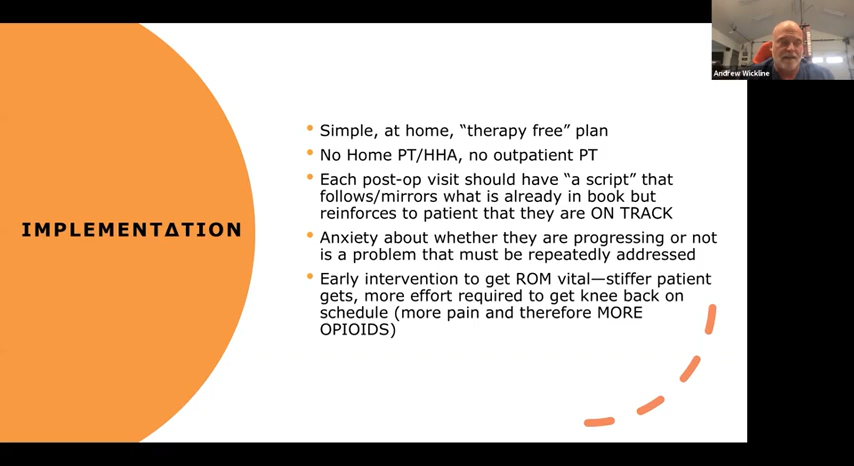 Andrew Wickline
IMPLEMENTΔTION
• Simple, at home, “therapy free” plan
• No Home PT/HHA, no outpatient PT
• Each post-op visit should have “a script” that
follows/mirrors what is already in book but
reinforces to patient that they are ON TRACK
• Anxiety about whether they are progressing or not
is a problem that must be repeatedly addressed
• Early intervention to get ROM vital—stiffer patient
gets, more effort required to get knee back on
schedule (more pain and therefore MORE
OPIOIDS)